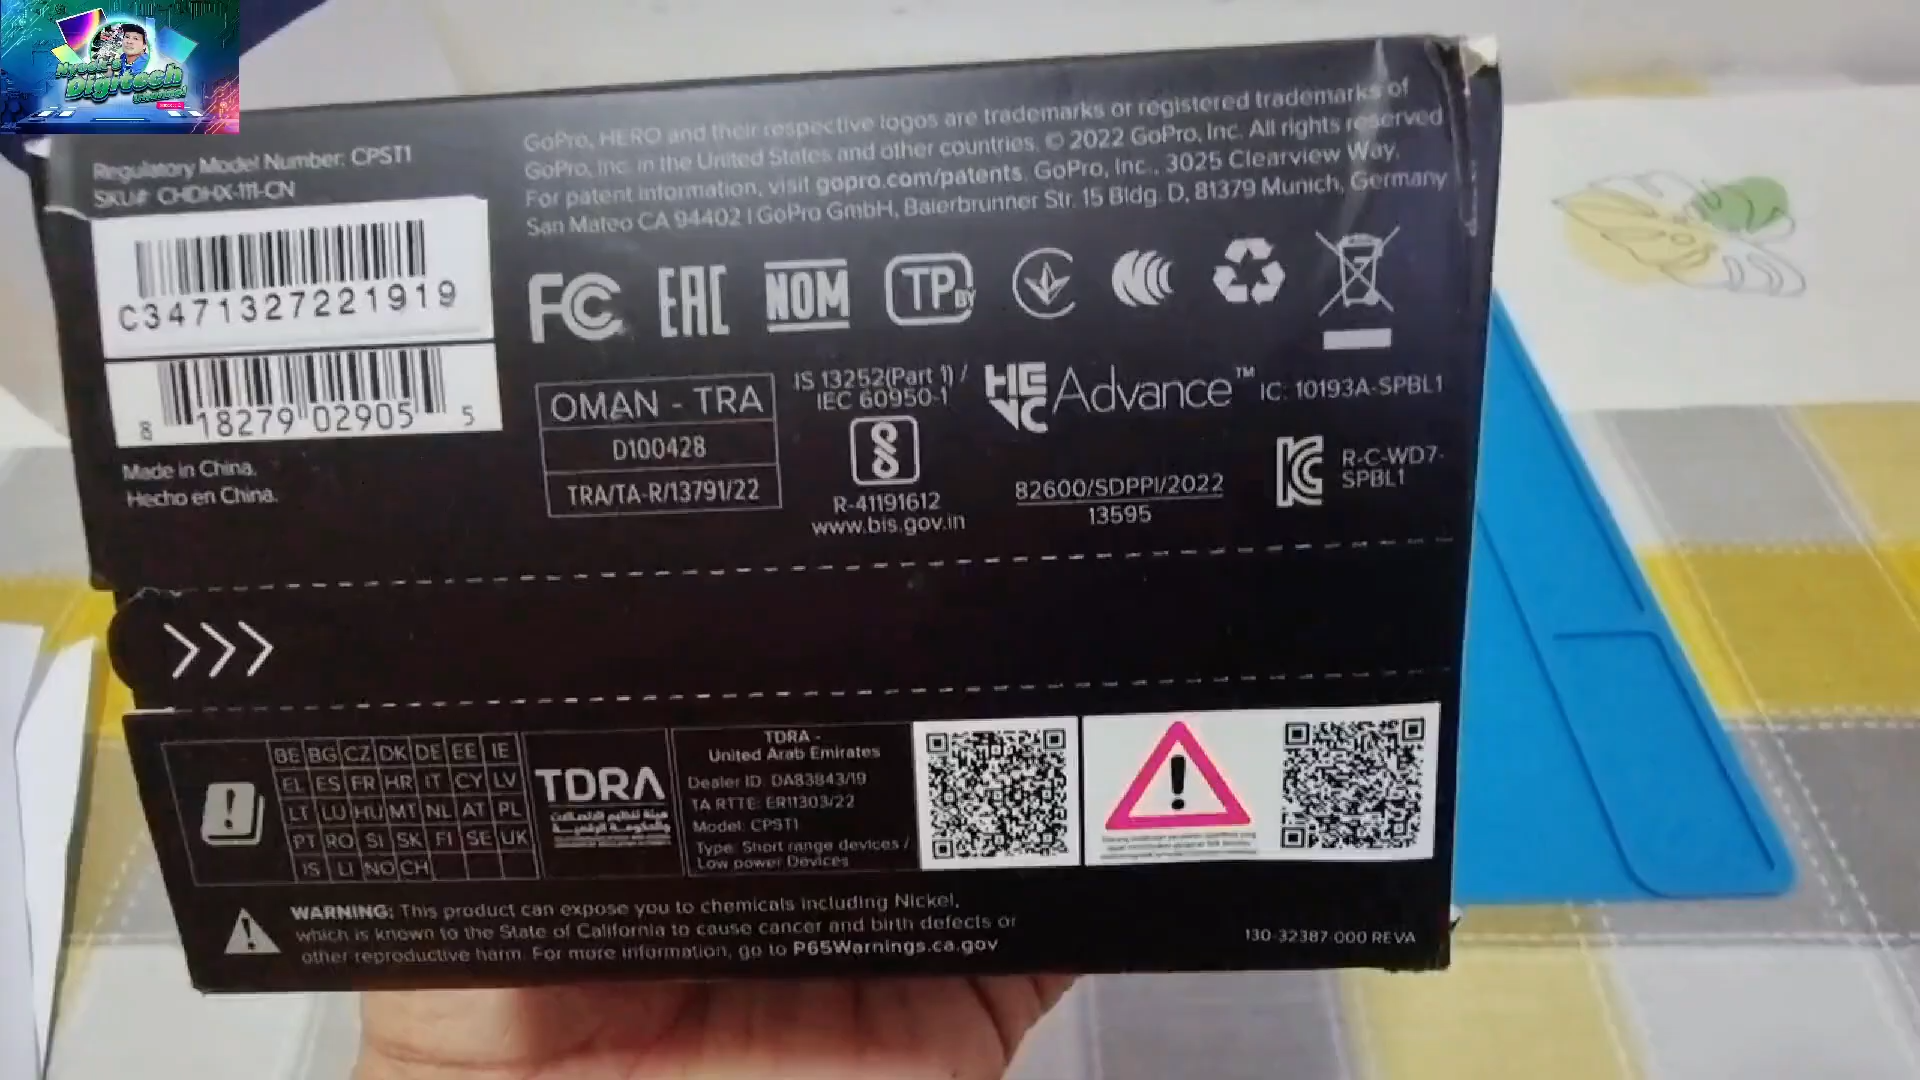 Digitech
Regulatory Model Number: CPST1
SKU#: CHDHX-111-CN
C3471327221919
8 18279 02905 5
Made in China.
Hecho en China.
GoPro, HERO and their respective logos are trademarks or registered trademarks of
GoPro, Inc. in the United States and other countries. © 2022 GoPro, Inc. All rights reserved
For patent information, visit gopro.com/patents. GoPro, Inc., 3025 Clearview Way,
San Mateo CA 94402 | GoPro GmbH, Baierbrunner Str. 15 Bldg. D, 81379 Munich, Germany
FC EAC NOM TP BY
OMAN - TRA
D100428
TRA/TA-R/13791/22
IS 13252(Part 1) /
IEC 60950-1
R-41191612
www.bis.gov.in
HEVC Advance™
IC: 10193A-SPBL1
82600/SDPPI/2022
13595
R-C-WD7-
SPBL1
BE BG CZ DK DE EE IE
EL ES FR HR IT CY LV
LT LU HU MT NL AT PL
PT RO SI SK FI SE UK
IS LI NO CH
TDRA
TDRA -
United Arab Emirates
Dealer ID: DA83843/19
TA RTTE: ER11303/22
Model: CPST1
Type: Short range devices /
Low power Devices
WARNING: This product can expose you to chemicals including Nickel,
which is known to the State of California to cause cancer and birth defects or
other reproductive harm. For more information, go to P65Warnings.ca.gov
130-32387-000 REVA